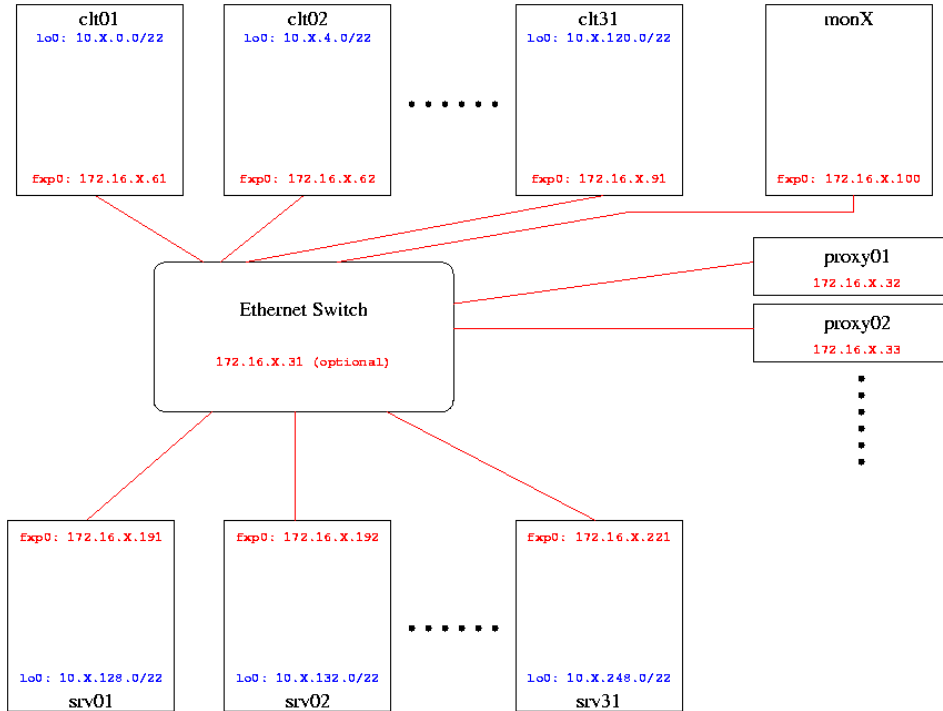 clt01
lo0: 10.X.0.0/22
fxp0: 172.16.X.61
clt02
lo0: 10.X.4.0/22
fxp0: 172.16.X.62
clt31
lo0: 10.X.120.0/22
fxp0: 172.16.X.91
monX
fxp0: 172.16.X.100
proxy01
172.16.X.32
proxy02
172.16.X.33
Ethernet Switch
172.16.X.31 (optional)
fxp0: 172.16.X.191
lo0: 10.X.128.0/22
srv01
fxp0: 172.16.X.192
lo0: 10.X.132.0/22
srv02
fxp0: 172.16.X.221
lo0: 10.X.248.0/22
srv31